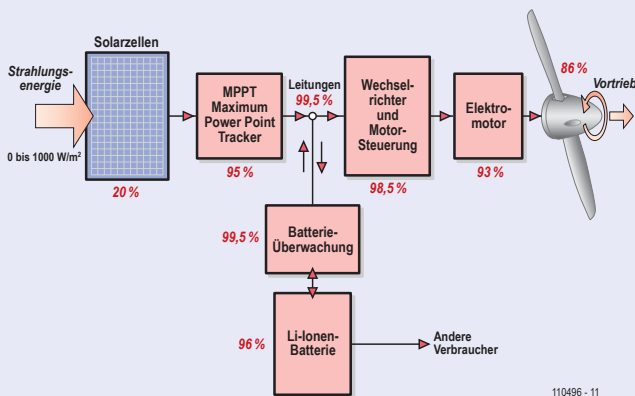 Solarzellen
Strahlungs-
energie
0 bis 1000 W/m²
20 %
MPPT
Maximum
Power Point
Tracker
95 %
Leitungen
99,5 %
Wechsel-
richter
und
Motor-
Steuerung
98,5 %
Elektro-
motor
93 %
86 %
Vortrieb
99,5 %
Batterie-
Überwachung
96 %
Li-Ionen-
Batterie
Andere
Verbraucher
110496 - 11